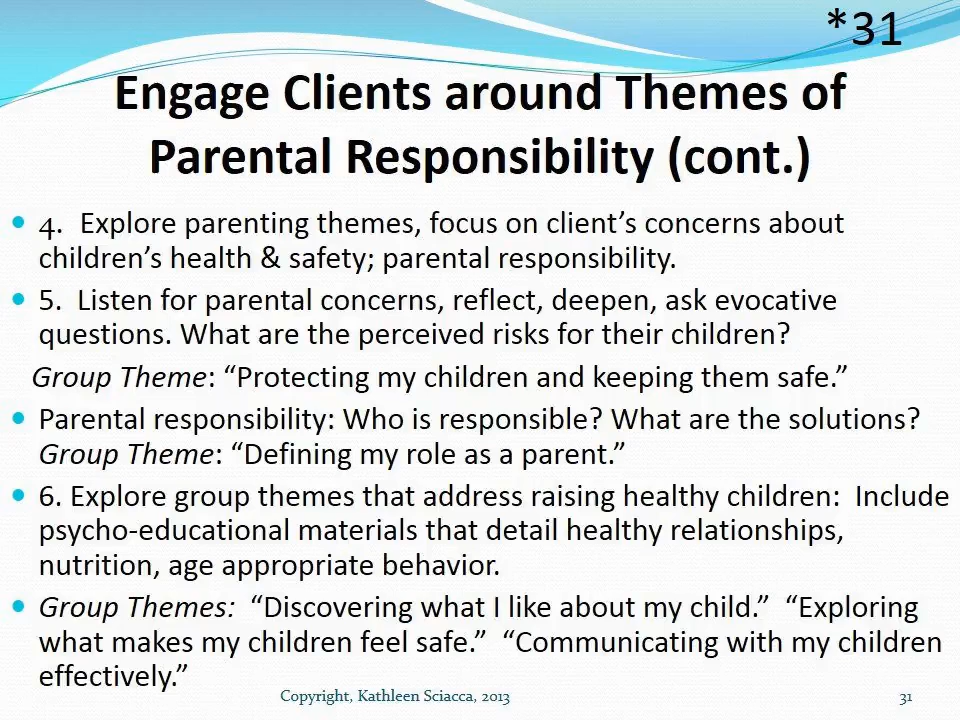 *31
Engage Clients around Themes of
Parental Responsibility (cont.)
• 4.  Explore parenting themes, focus on client’s concerns about
children’s health & safety; parental responsibility.
• 5.  Listen for parental concerns, reflect, deepen, ask evocative
questions. What are the perceived risks for their children?
Group Theme: “Protecting my children and keeping them safe.”
• Parental responsibility: Who is responsible? What are the solutions?
Group Theme: “Defining my role as a parent.”
• 6. Explore group themes that address raising healthy children:  Include
psycho-educational materials that detail healthy relationships,
nutrition, age appropriate behavior.
• Group Themes:  “Discovering what I like about my child.”  “Exploring
what makes my children feel safe.”  “Communicating with my children
effectively.”
Copyright, Kathleen Sciacca, 2013
31